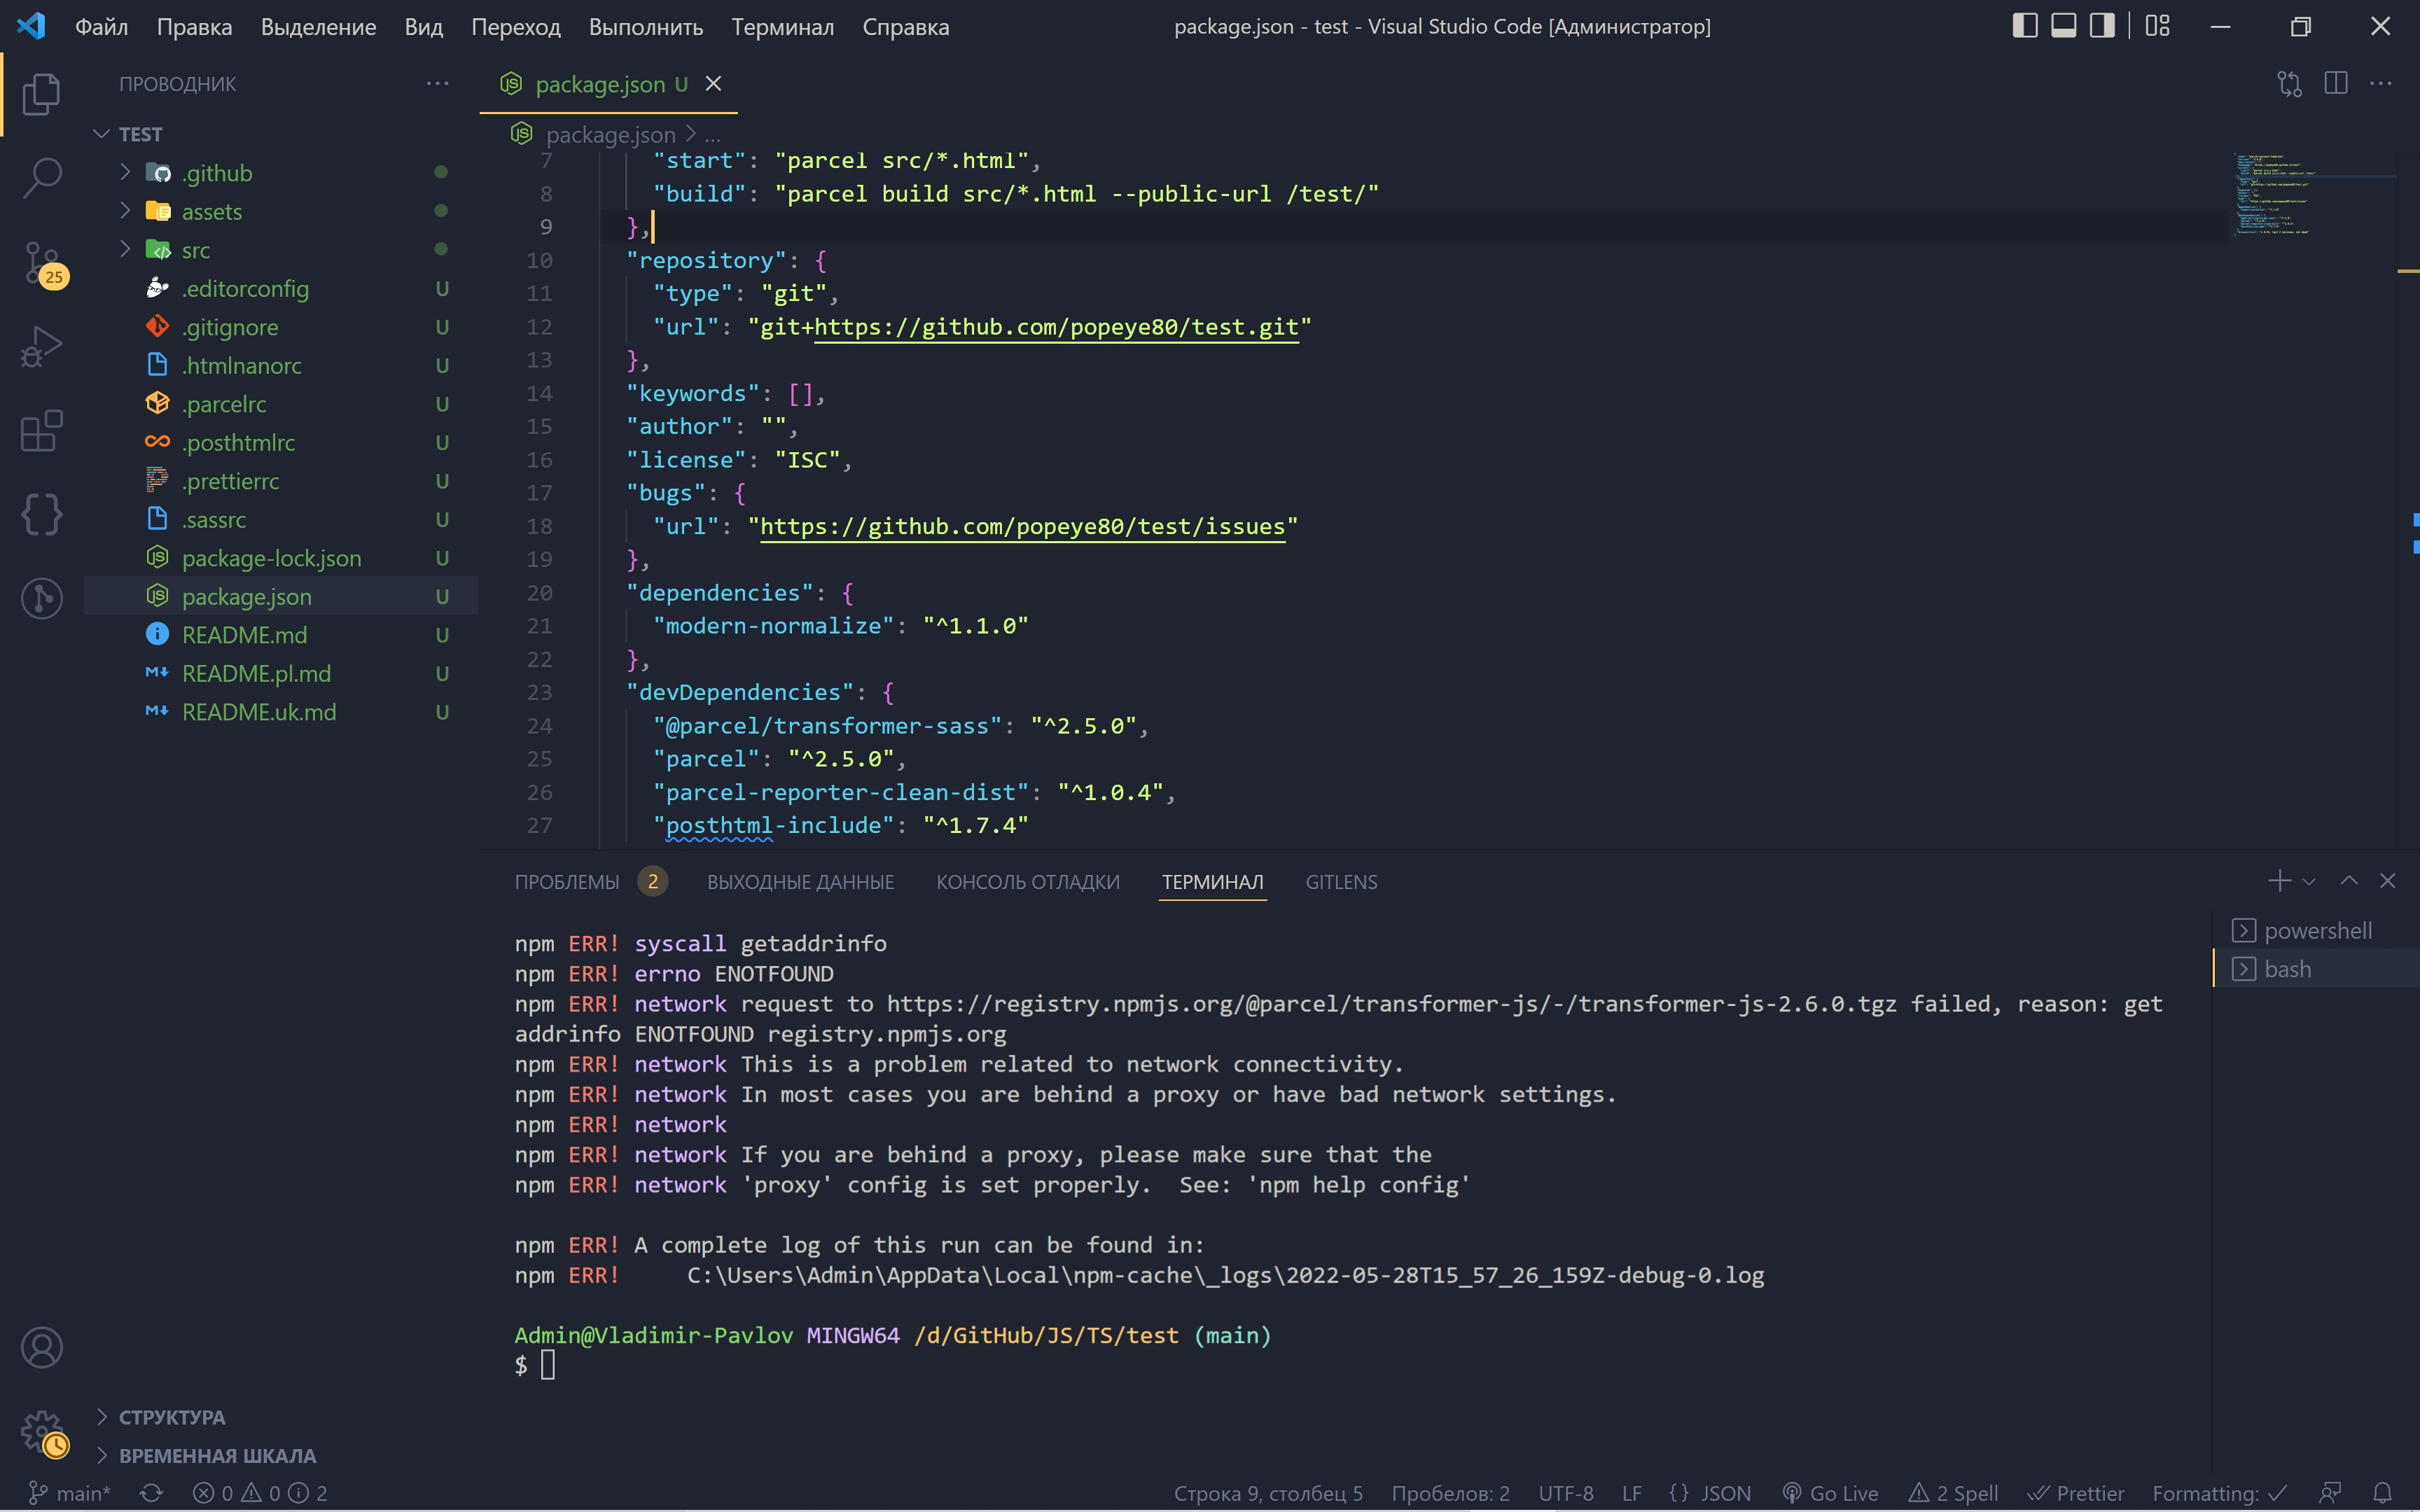 Файл Правка Выделение Вид Переход Выполнить Терминал Справка
package.json - test - Visual Studio Code [Администратор]
ПРОВОДНИК
TEST
.github
assets
src
.editorconfig U
.gitignore U
.htmlnanorc U
.parcelrc U
.posthtmlrc U
.prettierrc U
.sassrc U
package-lock.json U
package.json U
README.md U
README.pl.md U
README.uk.md U
25
СТРУКТУРА
ВРЕМЕННАЯ ШКАЛА
package.json U
package.json > ...
7 "start": "parcel src/*.html",
8 "build": "parcel build src/*.html --public-url /test/"
9 },
10 "repository": {
11 "type": "git",
12 "url": "git+https://github.com/popeye80/test.git"
13 },
14 "keywords": [],
15 "author": "",
16 "license": "ISC",
17 "bugs": {
18 "url": "https://github.com/popeye80/test/issues"
19 },
20 "dependencies": {
21 "modern-normalize": "^1.1.0"
22 },
23 "devDependencies": {
24 "@parcel/transformer-sass": "^2.5.0",
25 "parcel": "^2.5.0",
26 "parcel-reporter-clean-dist": "^1.0.4",
27 "posthtml-include": "^1.7.4"
ПРОБЛЕМЫ 2 ВЫХОДНЫЕ ДАННЫЕ КОНСОЛЬ ОТЛАДКИ ТЕРМИНАЛ GITLENS
npm ERR! syscall getaddrinfo
npm ERR! errno ENOTFOUND
npm ERR! network request to https://registry.npmjs.org/@parcel/transformer-js/-/transformer-js-2.6.0.tgz failed, reason: get
addrinfo ENOTFOUND registry.npmjs.org
npm ERR! network This is a problem related to network connectivity.
npm ERR! network In most cases you are behind a proxy or have bad network settings.
npm ERR! network
npm ERR! network If you are behind a proxy, please make sure that the
npm ERR! network 'proxy' config is set properly.  See: 'npm help config'
npm ERR! A complete log of this run can be found in:
npm ERR!     C:\Users\Admin\AppData\Local\npm-cache\_logs\2022-05-28T15_57_26_159Z-debug-0.log
Admin@Vladimir-Pavlov MINGW64 /d/GitHub/JS/TS/test (main)
$
powershell
bash
main* 0 0 2 Строка 9, столбец 5 Пробелов: 2 UTF-8 LF {} JSON Go Live 2 Spell Prettier Formatting: ✓